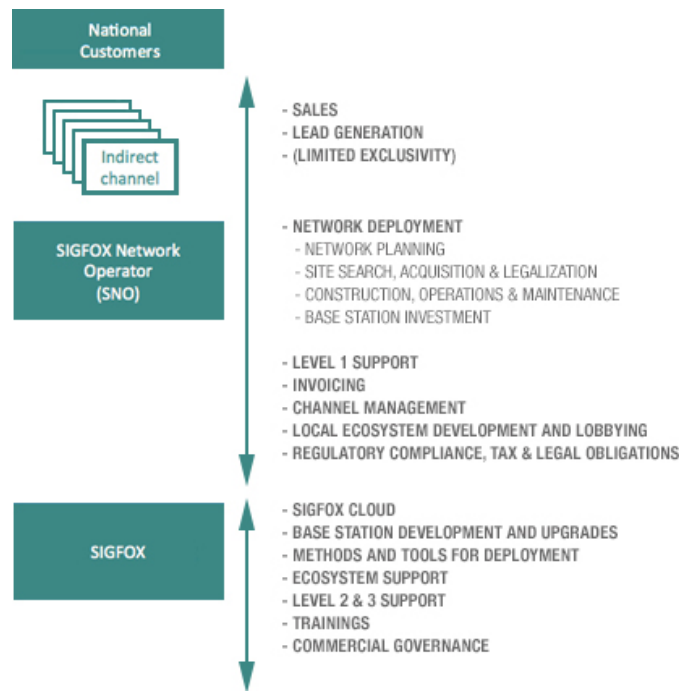 National
Customers
Indirect
channel
- SALES
- LEAD GENERATION
- (LIMITED EXCLUSIVITY)
SIGFOX Network
Operator
(SNO)
- NETWORK DEPLOYMENT
- NETWORK PLANNING
- SITE SEARCH, ACQUISITION & LEGALIZATION
- CONSTRUCTION, OPERATIONS & MAINTENANCE
- BASE STATION INVESTMENT
- LEVEL 1 SUPPORT
- INVOICING
- CHANNEL MANAGEMENT
- LOCAL ECOSYSTEM DEVELOPMENT AND LOBBYING
- REGULATORY COMPLIANCE, TAX & LEGAL OBLIGATIONS
SIGFOX
- SIGFOX CLOUD
- BASE STATION DEVELOPMENT AND UPGRADES
- METHODS AND TOOLS FOR DEPLOYMENT
- ECOSYSTEM SUPPORT
- LEVEL 2 & 3 SUPPORT
- TRAININGS
- COMMERCIAL GOVERNANCE